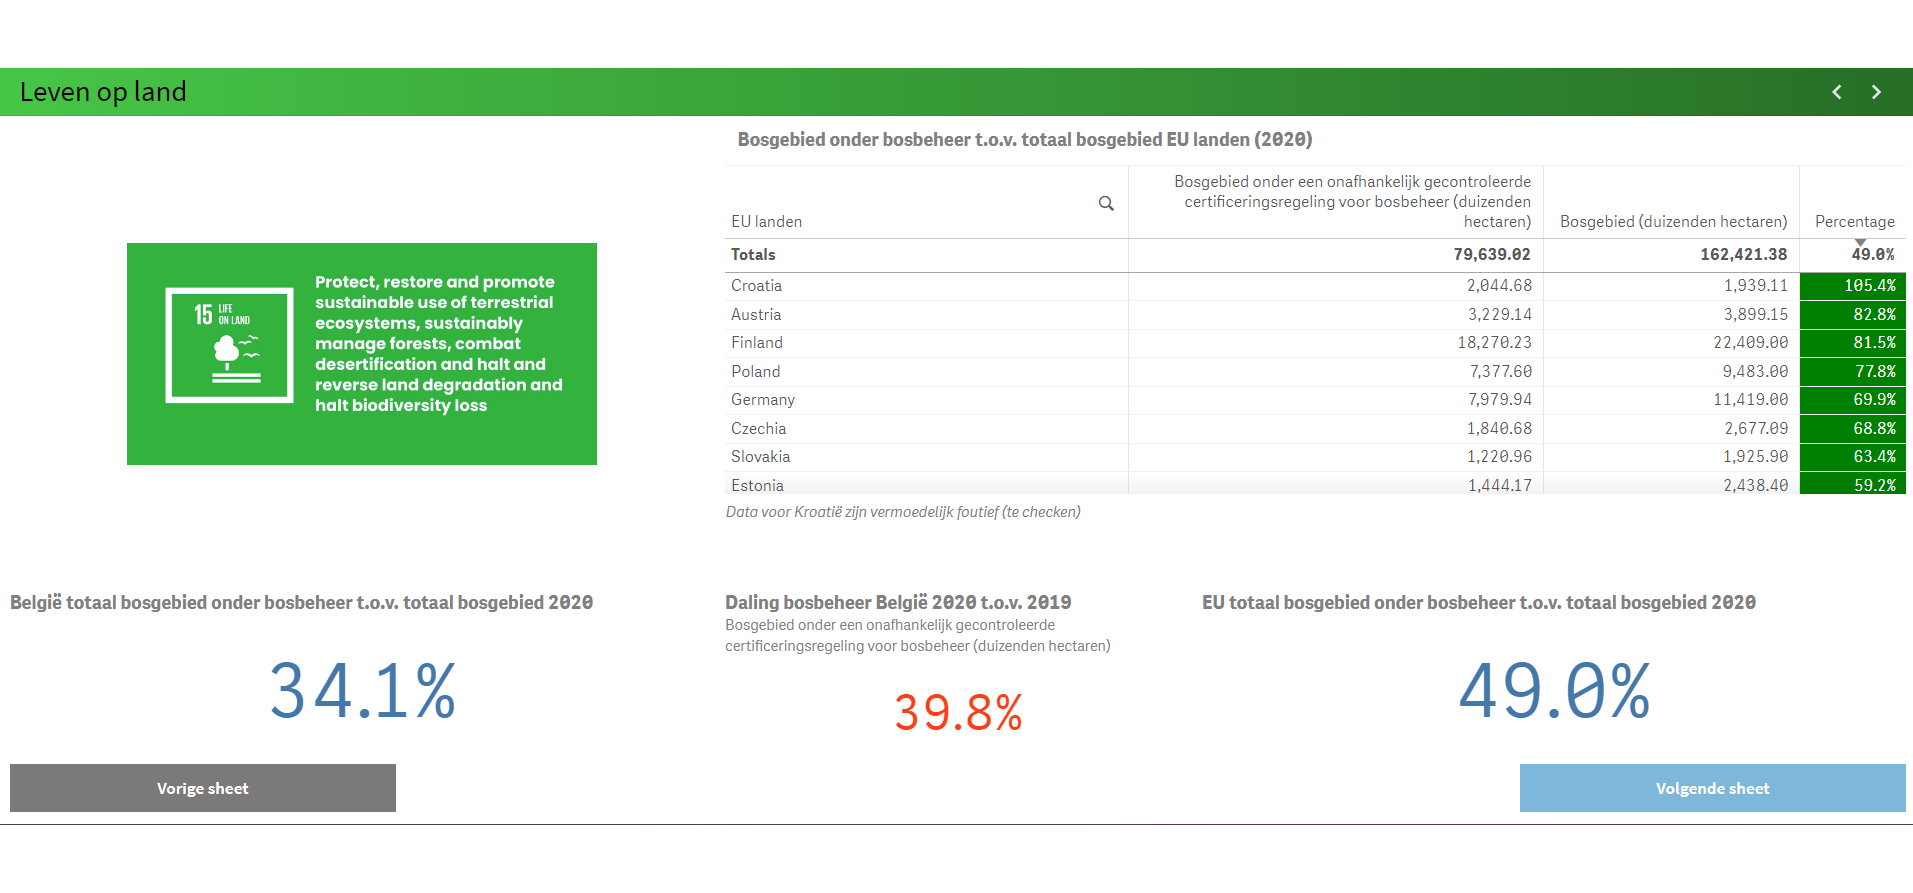 Leven op land
Bosgebied onder bosbeheer t.o.v. totaal bosgebied EU landen (2020)
EU landen
Bosgebied onder een onafhankelijk gecontroleerde
certificeringsregeling voor bosbeheer (duizenden
hectaren)
Bosgebied (duizenden hectaren)
Percentage
Totals 79,639.02 162,421.38 49.0%
Croatia 2,044.68 1,939.11 105.4%
Austria 3,229.14 3,899.15 82.8%
Finland 18,270.23 22,409.00 81.5%
Poland 7,377.60 9,483.00 77.8%
Germany 7,979.94 11,419.00 69.9%
Czechia 1,840.68 2,677.09 68.8%
Slovakia 1,220.96 1,925.90 63.4%
Estonia 1,444.17 2,438.40 59.2%
Data voor Kroatië zijn vermoedelijk foutief (te checken)
15 LIFE
ON LAND
Protect, restore and promote
sustainable use of terrestrial
ecosystems, sustainably
manage forests, combat
desertification and halt and
reverse land degradation and
halt biodiversity loss
België totaal bosgebied onder bosbeheer t.o.v. totaal bosgebied 2020
34.1%
Daling bosbeheer België 2020 t.o.v. 2019
Bosgebied onder een onafhankelijk gecontroleerde
certificeringsregeling voor bosbeheer (duizenden hectaren)
39.8%
EU totaal bosgebied onder bosbeheer t.o.v. totaal bosgebied 2020
49.0%
Vorige sheet
Volgende sheet